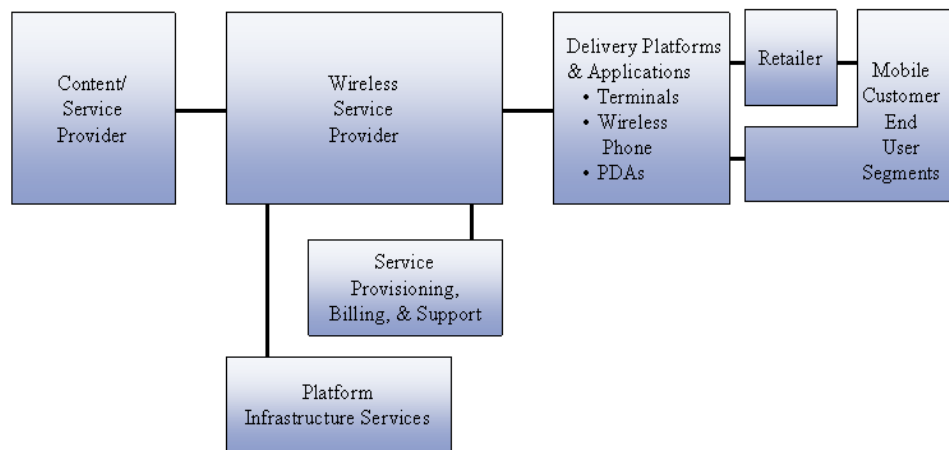 Content/
Service
Provider
Wireless
Service
Provider
Delivery Platforms
& Applications
• Terminals
• Wireless
Phone
• PDAs
Retailer
Mobile
Customer
End
User
Segments
Service
Provisioning,
Billing, & Support
Platform
Infrastructure Services